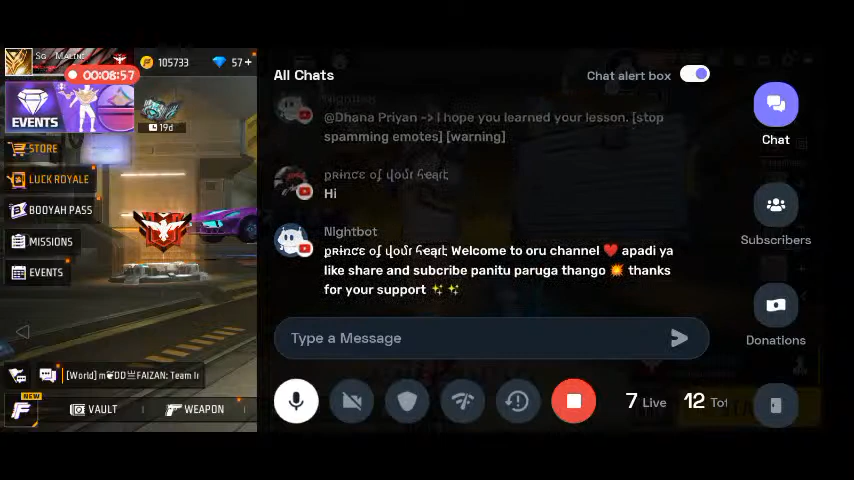 SG MALINI
105733
57+
00:08:57
EVENTS
19d
STORE
LUCK ROYALE
BOOYAH PASS
MISSIONS
EVENTS
[World]
FAIZAN: Team
NEW
VAULT
WEAPON
All Chats
Chat alert box
Nightbot
@Dhana Priyan -> I hope you learned your lesson. [stop
spamming emotes] [warning]
Hi
Nightbot
Welcome to oru channel ❤️ apadi ya
like share and subcribe panitu paruga thango 💥 thanks
for your support ✨ ✨
Type a Message
7 Live
12
Chat
Subscribers
Donations